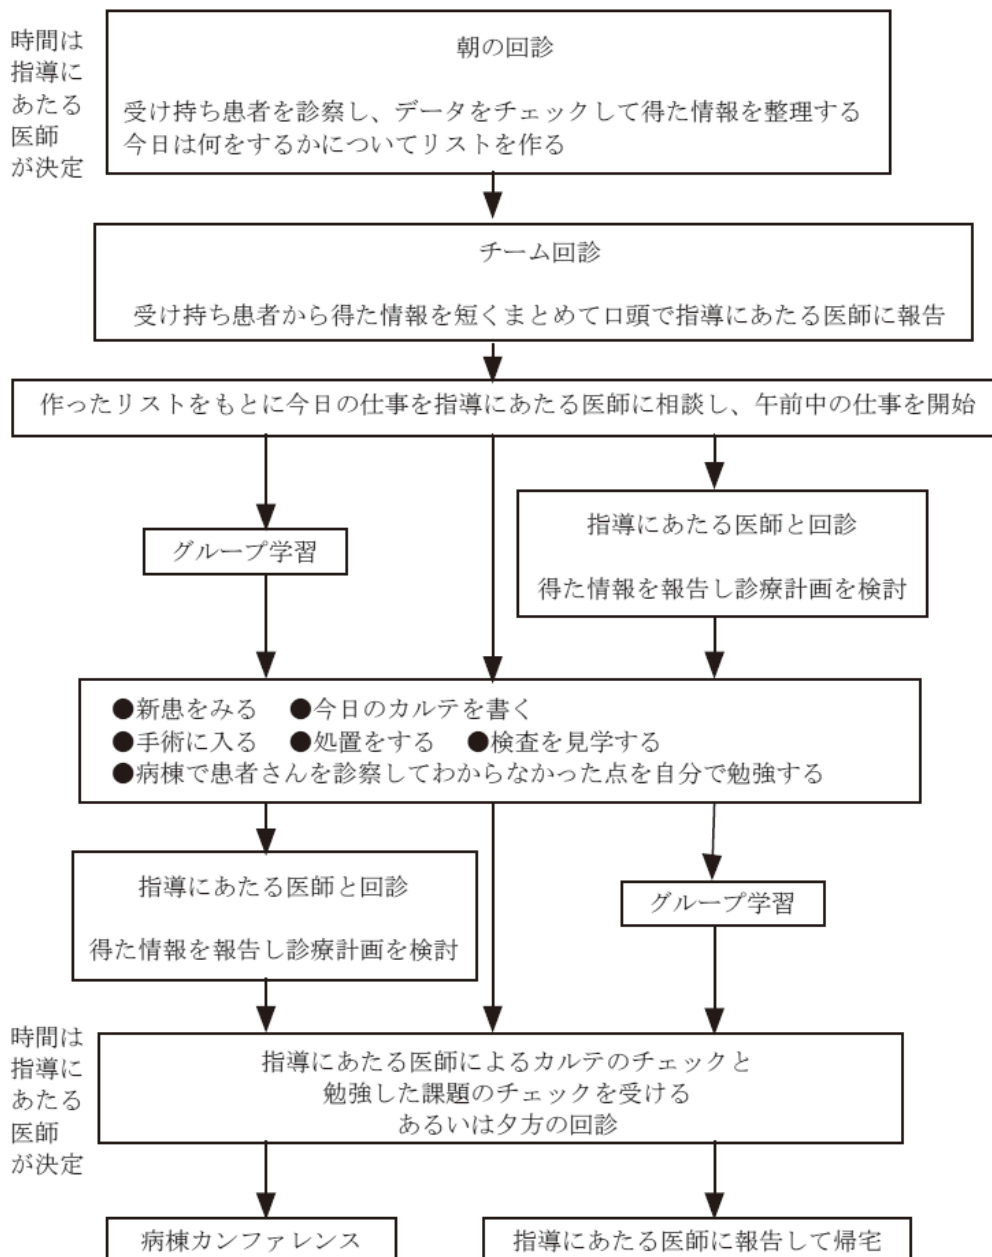 時間は
指導に
あたる
医師
が決定
朝の回診
受け持ち患者を診察し、データをチェックして得た情報を整理する
今日は何をするかについてリストを作る
チーム回診
受け持ち患者から得た情報を短くまとめて口頭で指導にあたる医師に報告
作ったリストをもとに今日の仕事を指導にあたる医師に相談し、午前中の仕事を開始
グループ学習
指導にあたる医師と回診
得た情報を報告し診療計画を検討
●新患をみる ●今日のカルテを書く
●手術に入る ●処置をする ●検査を見学する
●病棟で患者さんを診察してわからなかった点を自分で勉強する
指導にあたる医師と回診
得た情報を報告し診療計画を検討
グループ学習
時間は
指導に
あたる
医師
が決定
指導にあたる医師によるカルテのチェックと
勉強した課題のチェックを受ける
あるいは夕方の回診
病棟カンファレンス
指導にあたる医師に報告して帰宅